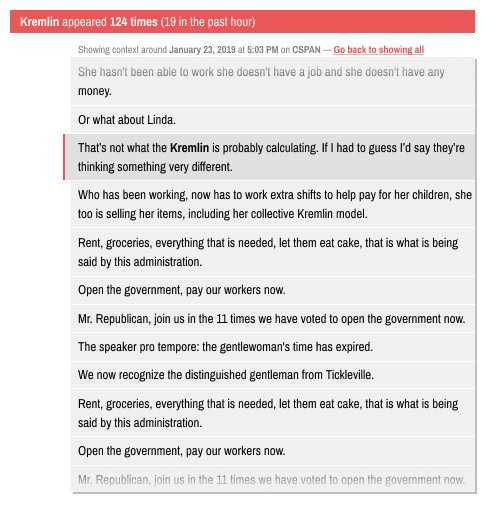 Kremlin appeared 124 times (19 in the past hour)
Showing context around January 23, 2019 at 5:03 PM on CSPAN — Go back to showing all
She hasn't been able to work she doesn't have a job and she doesn't have any
money.
Or what about Linda.
That's not what the Kremlin is probably calculating. If I had to guess I'd say they're
thinking something very different.
Who has been working, now has to work extra shifts to help pay for her children, she
too is selling her items, including her collective Kremlin model.
Rent, groceries, everything that is needed, let them eat cake, that is what is being
said by this administration.
Open the government, pay our workers now.
Mr. Republican, join us in the 11 times we have voted to open the government now.
The speaker pro tempore: the gentlewoman's time has expired.
We now recognize the distinguished gentleman from Tickleville.
Rent, groceries, everything that is needed, let them eat cake, that is what is being
said by this administration.
Open the government, pay our workers now.
Mr. Republican, join us in the 11 times we have voted to open the government now.